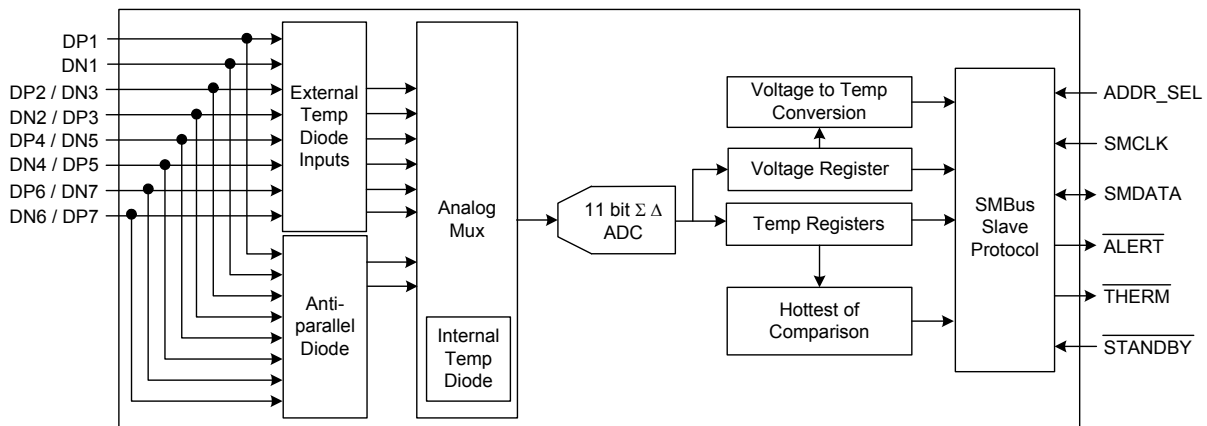 DP1
DN1
DP2 / DN3
DN2 / DP3
DP4 / DN5
DN4 / DP5
DP6 / DN7
DN6 / DP7
External
Temp
Diode
Inputs
Anti-
parallel
Diode
Analog
Mux
Internal
Temp
Diode
11 bit Σ Δ
ADC
Voltage to Temp
Conversion
Voltage Register
Temp Registers
Hottest of
Comparison
SMBus
Slave
Protocol
ADDR_SEL
SMCLK
SMDATA
ALERT
THERM
STANDBY